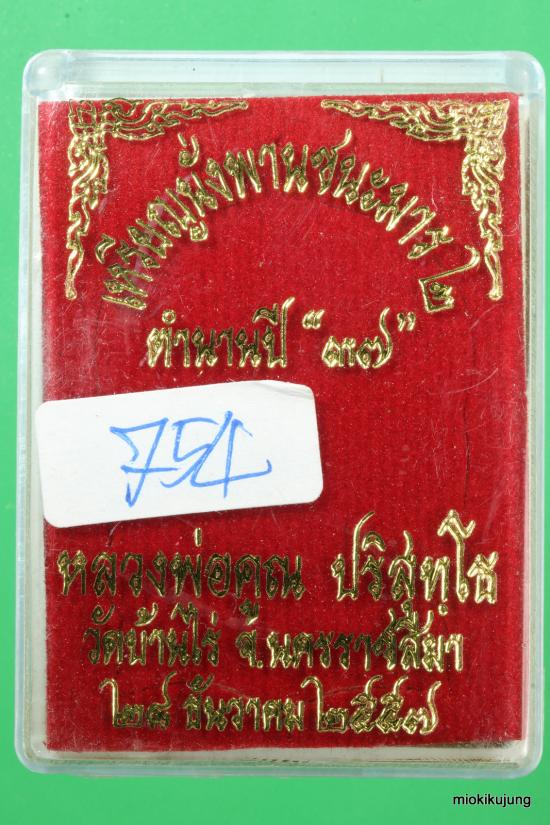 เหรียญนั่งพานชนะมาร ๒
ตำนานปี “๓๗”
754
หลวงพ่อคูณ ปริสุทฺโธ
วัดบ้านไร่ จ.นครราชสีมา
๒๘ ธันวาคม ๒๕๕๗
miokikujung